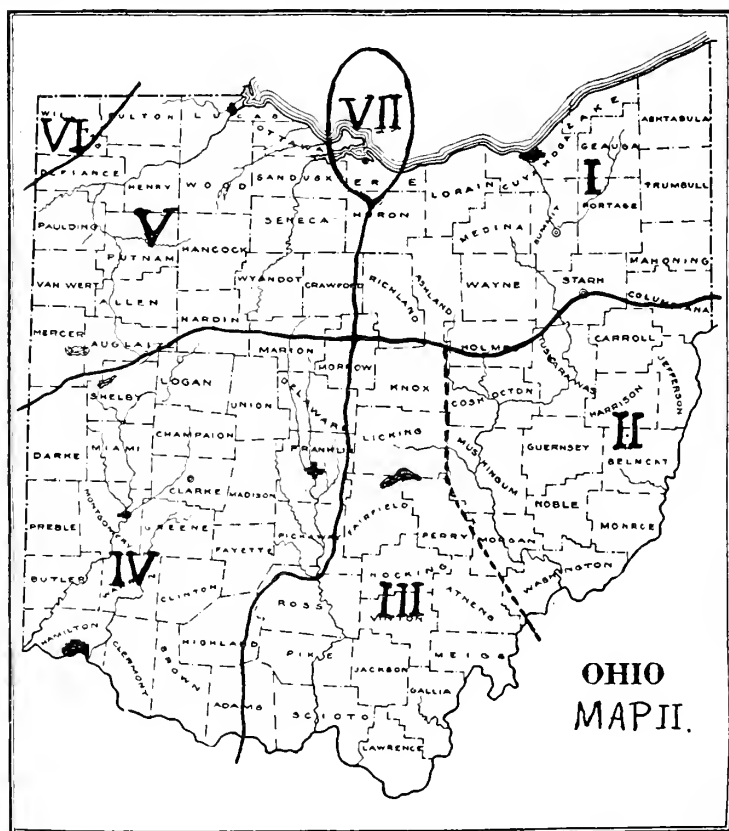 VII
VI
WILLIAMS
FULTON
LUCAS
OTTAWA
LAKE
ASHTABULA
CUYAHOGA
GEAUGA
I
DEFIANCE
HENRY
WOOD
SANDUSKY
ERIE
LORAIN
TRUMBULL
PORTAGE
SUMMIT
PAULDING
V
SENECA
HURON
MEDINA
PUTNAM
HANCOCK
MAHONING
VAN WERT
ALLEN
WYANDOT
CRAWFORD
RICHLAND
ASHLAND
WAYNE
STARH
COLUMBIANA
HARDIN
MERCER
AUGLAIZE
MARION
MORROW
HOLMES
CARROLL
TUSCARAWAS
JEFFERSON
LOGAN
SHELBY
UNION
DELAWARE
KNOX
COSHOCTON
HARRISON
CHAMPAION
II
DARKE
MIAMI
FRANKLIN
LICKING
MUSKINGUM
GUERNSEY
BELMONT
CLARKE
MADISON
PREBLE
MONTGOMERY
GREENE
FAYETTE
PICKAWAY
FAIRFIELD
PERRY
MORGAN
NOBLE
MONROE
IV
BUTLER
CLINTON
HOCKING
ATHENS
WASHINGTON
ROSS
III
VINTON
HAMILTON
CLERMONT
BROWN
HIGHLAND
PIKE
JACKSON
MEIGS
ADAMS
SCIOTO
GALLIA
LAWRENCE
OHIO
MAP II.